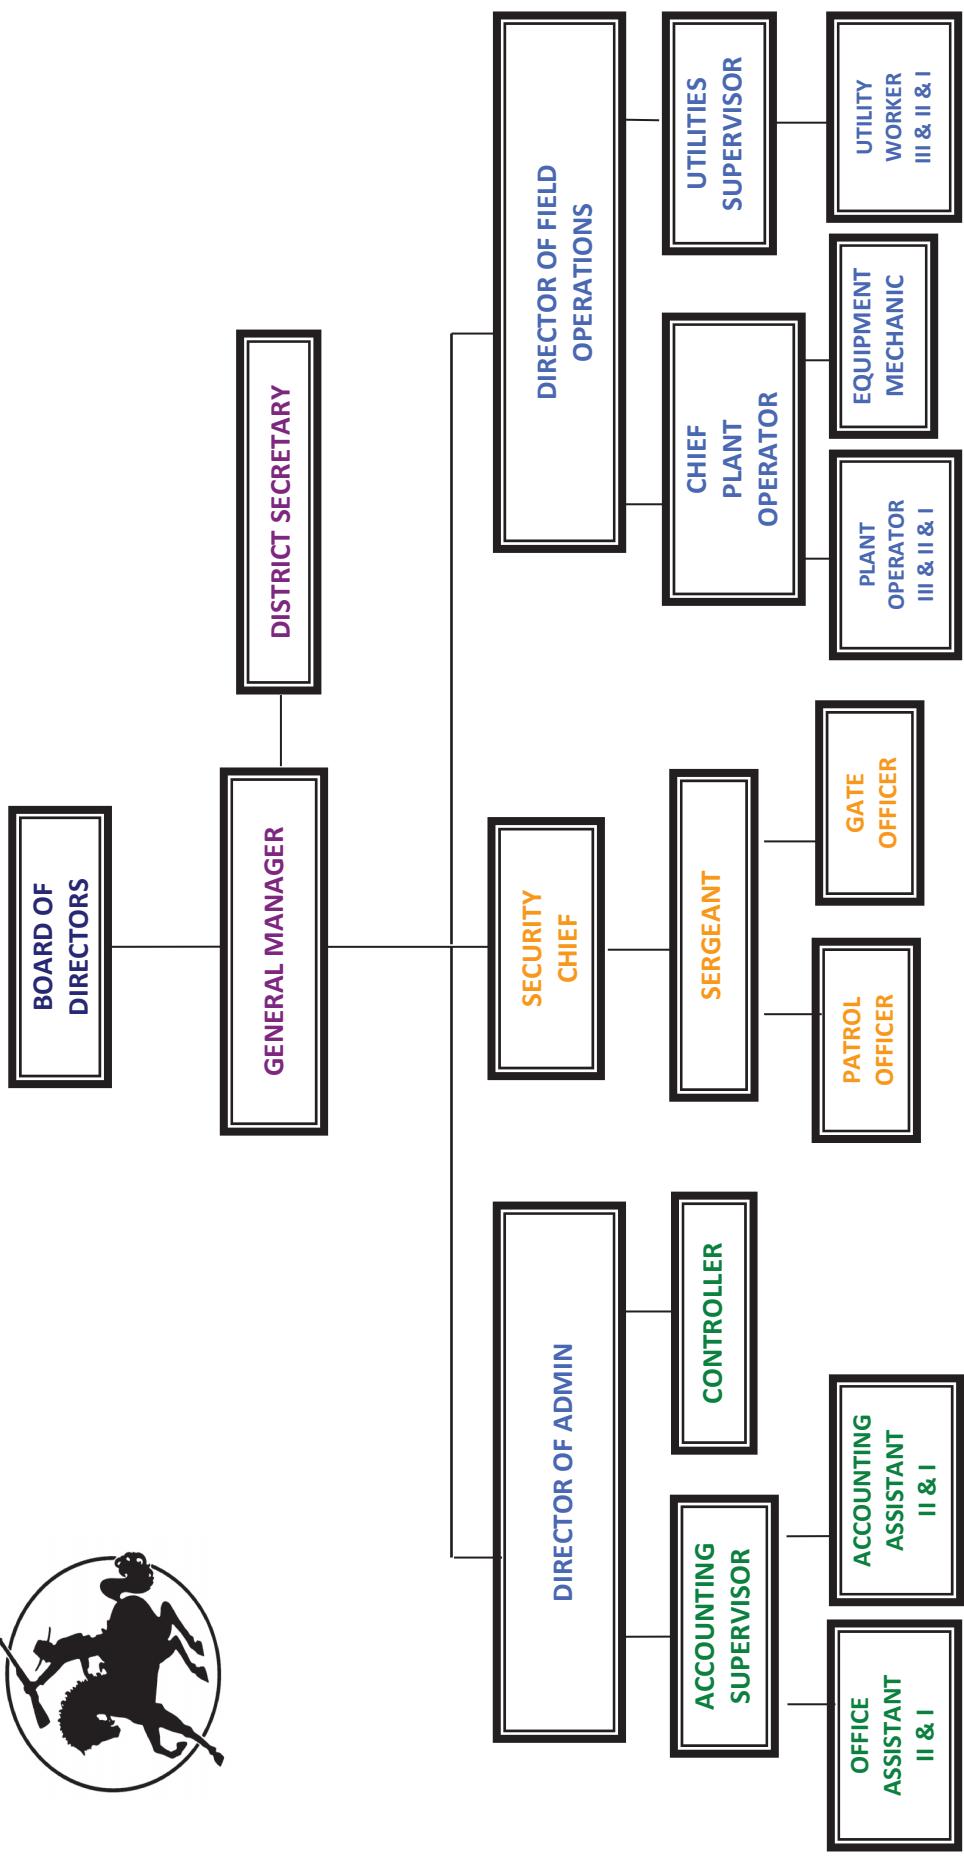 BOARD OF
DIRECTORS
GENERAL MANAGER
DISTRICT SECRETARY
DIRECTOR OF ADMIN
SECURITY
CHIEF
DIRECTOR OF FIELD
OPERATIONS
ACCOUNTING
SUPERVISOR
CONTROLLER
SERGEANT
CHIEF
PLANT
OPERATOR
UTILITIES
SUPERVISOR
OFFICE
ASSISTANT
II & I
ACCOUNTING
ASSISTANT
II & I
PATROL
OFFICER
GATE
OFFICER
PLANT
OPERATOR
III & II & I
EQUIPMENT
MECHANIC
UTILITY
WORKER
III & II & I